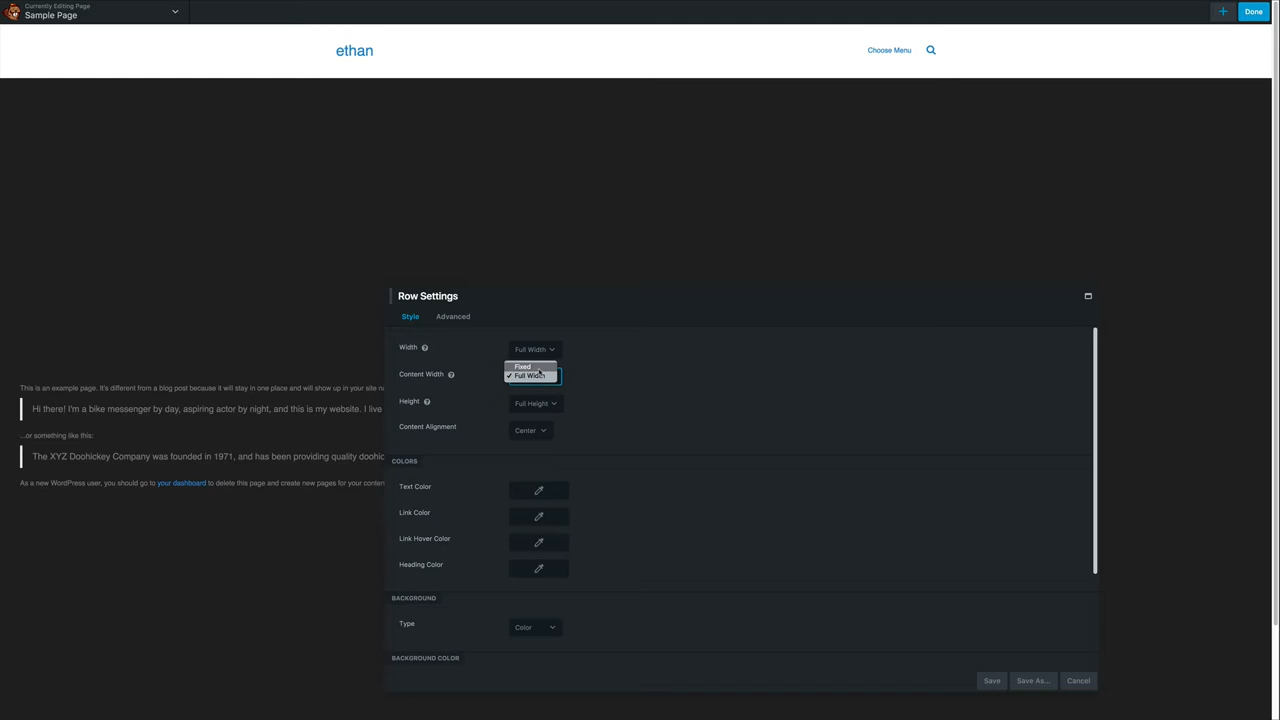 Currently Editing Page
Sample Page
Done
ethan
Choose Menu
Row Settings
Style Advanced
Width
Full Width
Content Width
Fixed
✓ Full Width
Height
Full Height
Content Alignment
Center
COLORS
Text Color
Link Color
Link Hover Color
Heading Color
BACKGROUND
Type
Color
BACKGROUND COLOR
Save Save As... Cancel
This is an example page. It's different from a blog post because it will stay in one place and will show up in your site
Hi there! I'm a bike messenger by day, aspiring actor by night, and this is my website. I live
...or something like this:
The XYZ Doohickey Company was founded in 1971, and has been providing quality
As a new WordPress user, you should go to your dashboard to delete this page and create new pages for your